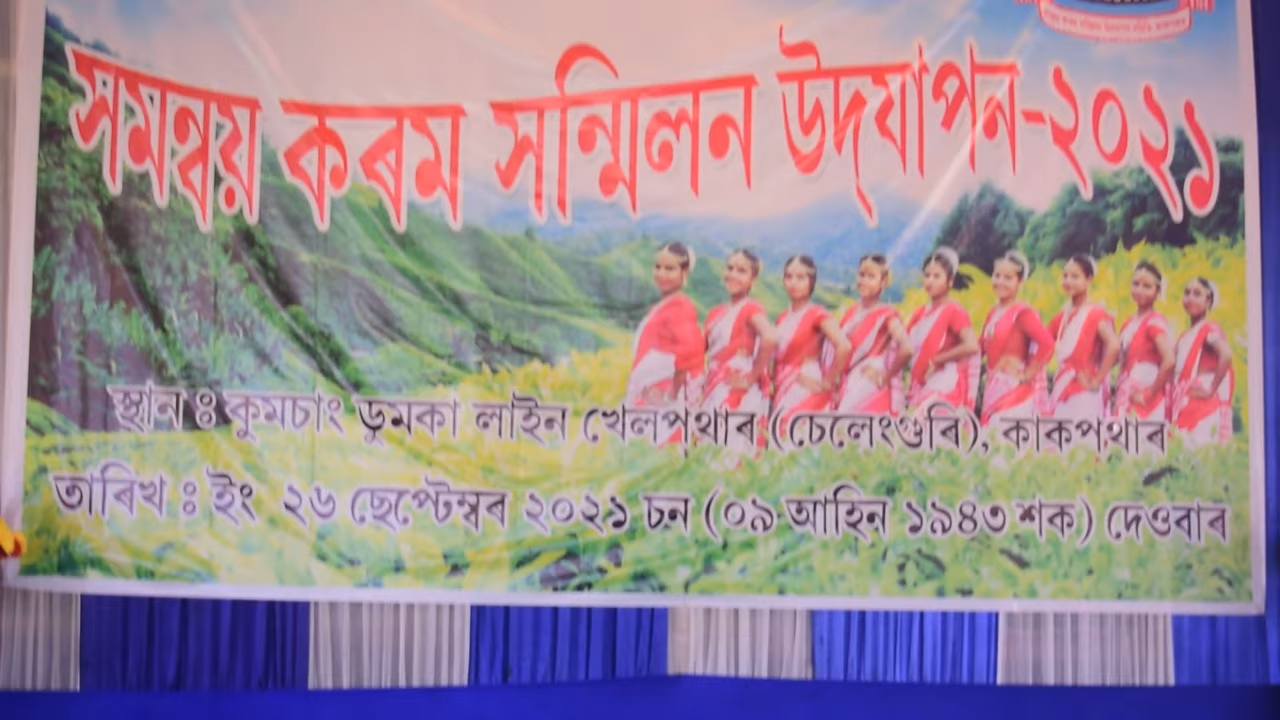 সমন্বয় কৰম সন্মিলন উদ্‌যাপন-২০২১
স্থান ঃ কুমচাং ডুমকা লাইন খেলপথাৰ (চেলেংগুৰি), কাকপথাৰ
তাৰিখ ঃ ইং ২৬ ছেপ্টেম্বৰ ২০২১ চন (০৯ আহিন ১৯৪৩ শক) দেওবাৰ